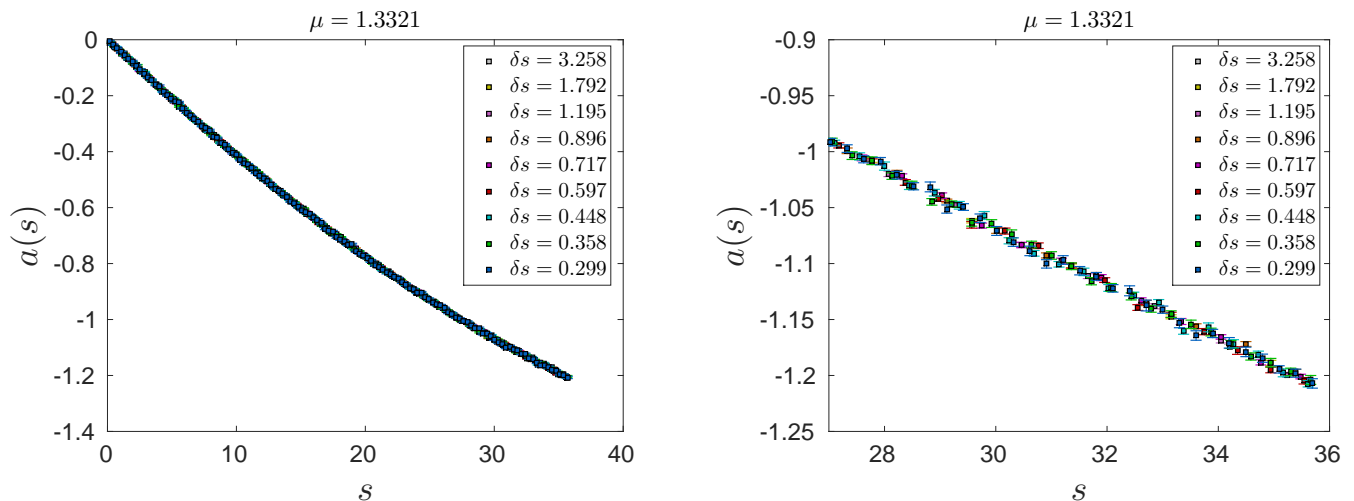 μ = 1.3321
0
-0.2
-0.4
-0.6
-0.8
-1
-1.2
-1.4
a(s)
0 10 20 30 40
s
δs = 3.258
δs = 1.792
δs = 1.195
δs = 0.896
δs = 0.717
δs = 0.597
δs = 0.448
δs = 0.358
δs = 0.299
μ = 1.3321
-0.9
-0.95
-1
-1.05
-1.1
-1.15
-1.2
-1.25
a(s)
28 30 32 34 36
s
δs = 3.258
δs = 1.792
δs = 1.195
δs = 0.896
δs = 0.717
δs = 0.597
δs = 0.448
δs = 0.358
δs = 0.299